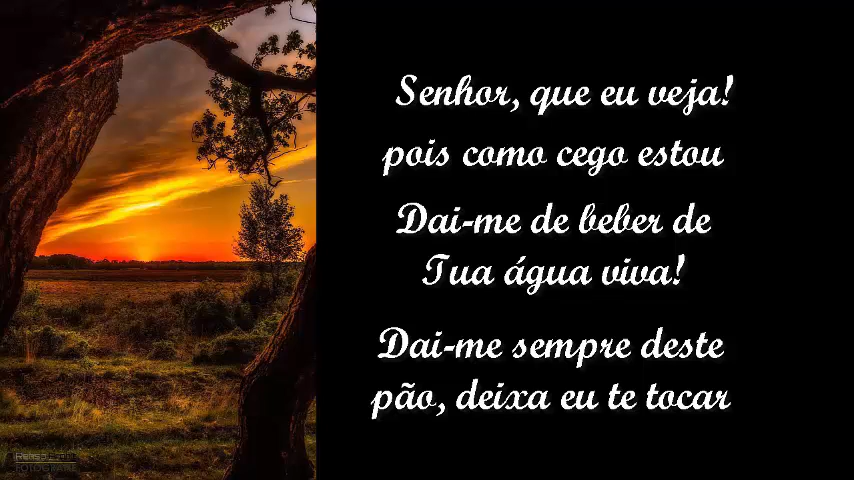 Senhor, que eu veja!
pois como cego estou
Dai-me de beber de
Tua água viva!
Dai-me sempre deste
pão, deixa eu te tocar
FOTOGRAFIE